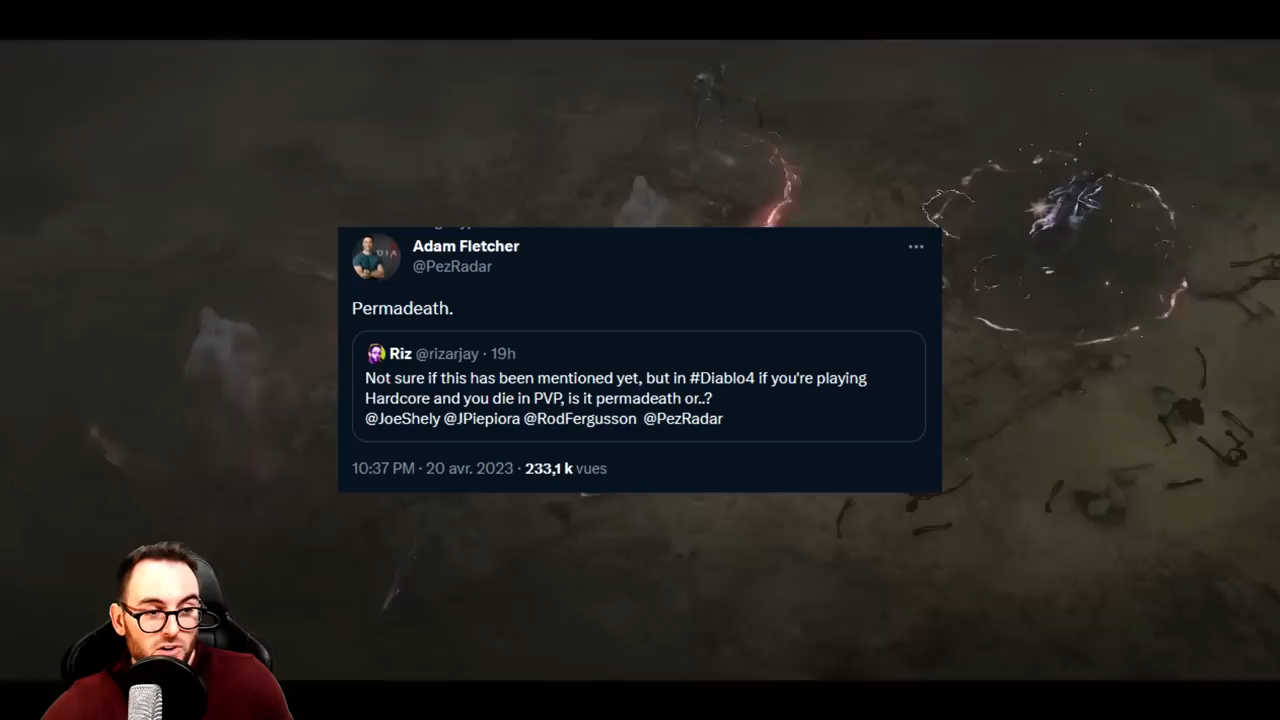 Adam Fletcher
@PezRadar
Permadeath.
Riz @rizarjay · 19h
Not sure if this has been mentioned yet, but in #Diablo4 if you're playing
Hardcore and you die in PVP, is it permadeath or..?
@JoeShely @JPiepiora @RodFergusson @PezRadar
10:37 PM · 20 avr. 2023 · 233,1 k vues